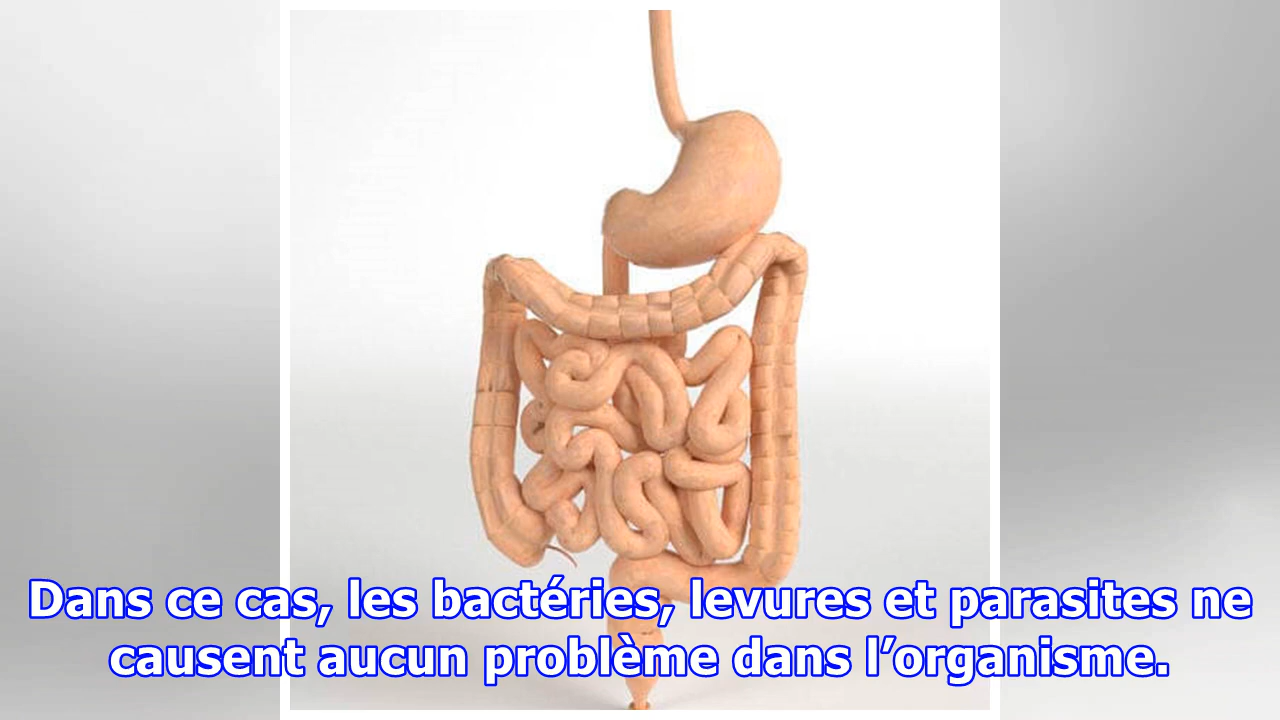 Dans ce cas, les bactéries, levures et parasites ne
causent aucun problème dans l’organisme.